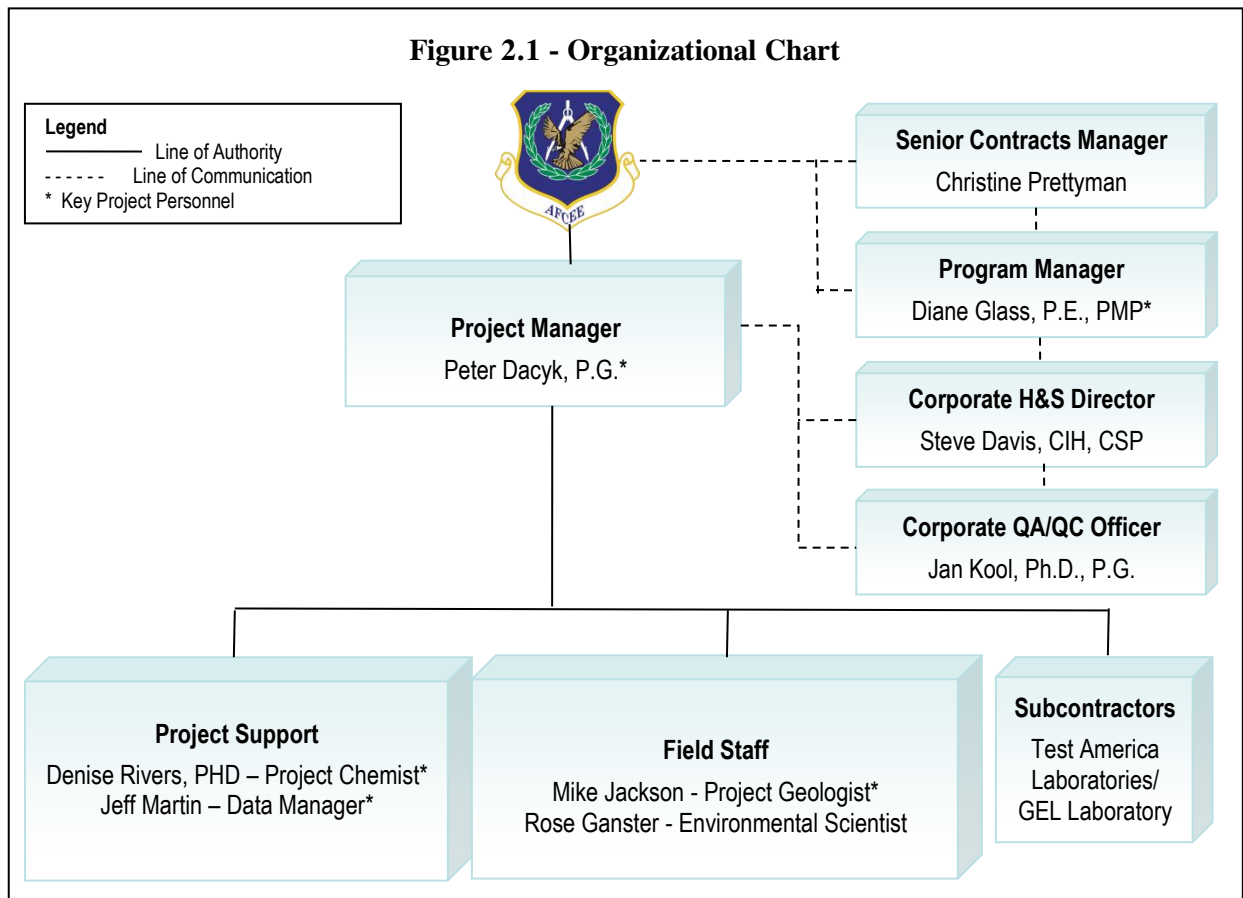 Figure 2.1 - Organizational Chart
Legend
Line of Authority
Line of Communication
* Key Project Personnel
AFCEE
Senior Contracts Manager
Christine Prettyman
Program Manager
Diane Glass, P.E., PMP*
Project Manager
Peter Dacyk, P.G.*
Corporate H&S Director
Steve Davis, CIH, CSP
Corporate QA/QC Officer
Jan Kool, Ph.D., P.G.
Project Support
Denise Rivers, PHD – Project Chemist*
Jeff Martin – Data Manager*
Field Staff
Mike Jackson - Project Geologist*
Rose Ganster - Environmental Scientist
Subcontractors
Test America
Laboratories/
GEL Laboratory